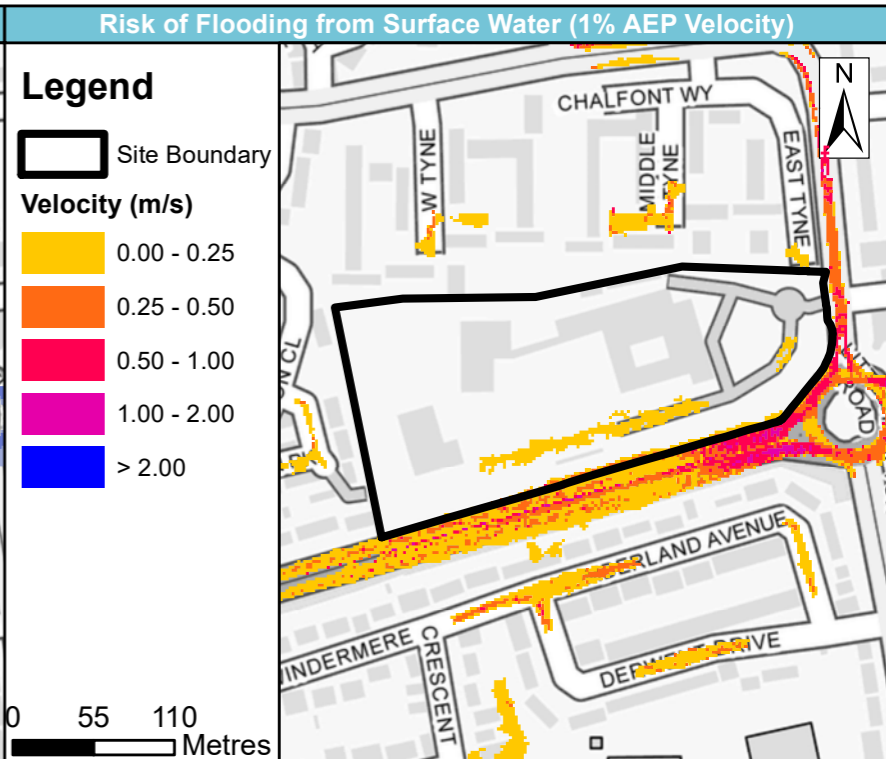 Risk of Flooding from Surface Water (1% AEP Velocity)
Legend
Site Boundary
Velocity (m/s)
0.00 - 0.25
0.25 - 0.50
0.50 - 1.00
1.00 - 2.00
> 2.00
0 55 110
Metres
N
CHALFONT WY
W TYNE
MIDDLE
TYNE
EAST TYNE
ROAD
ERLAND AVENUE
INDERMERE
CRESCENT
DRIVE